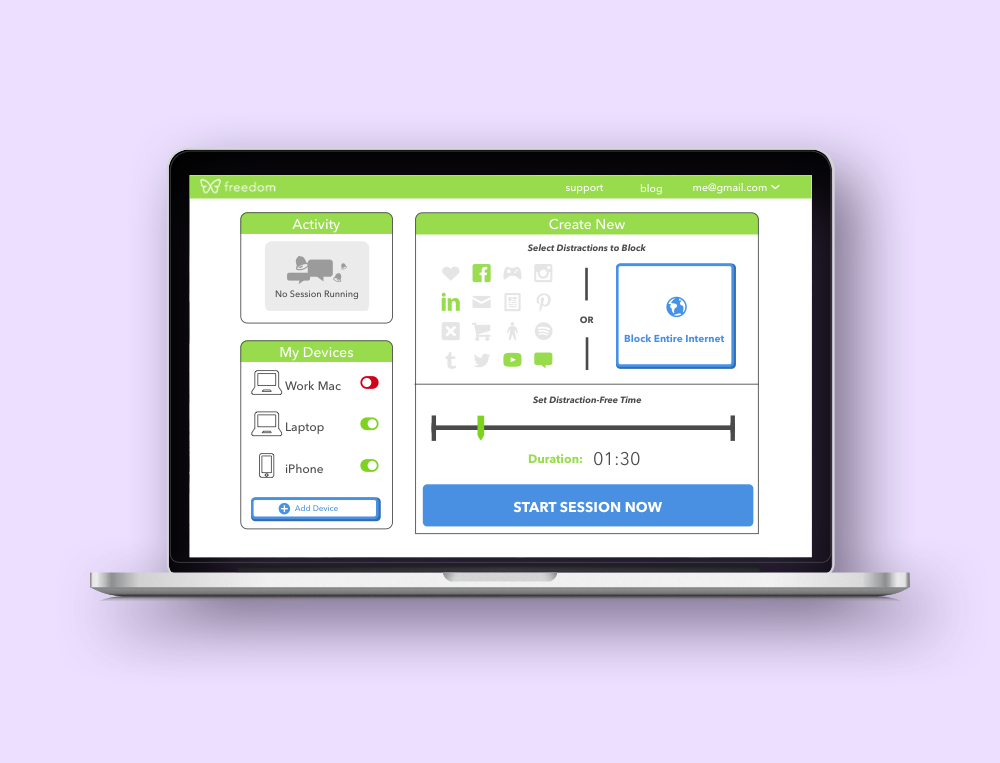 freedom
support
blog
me@gmail.com
Activity
No Session Running
My Devices
Work Mac
Laptop
iPhone
Add Device
Create New
Select Distractions to Block
OR
Block Entire Internet
Set Distraction-Free Time
Duration: 01:30
START SESSION NOW